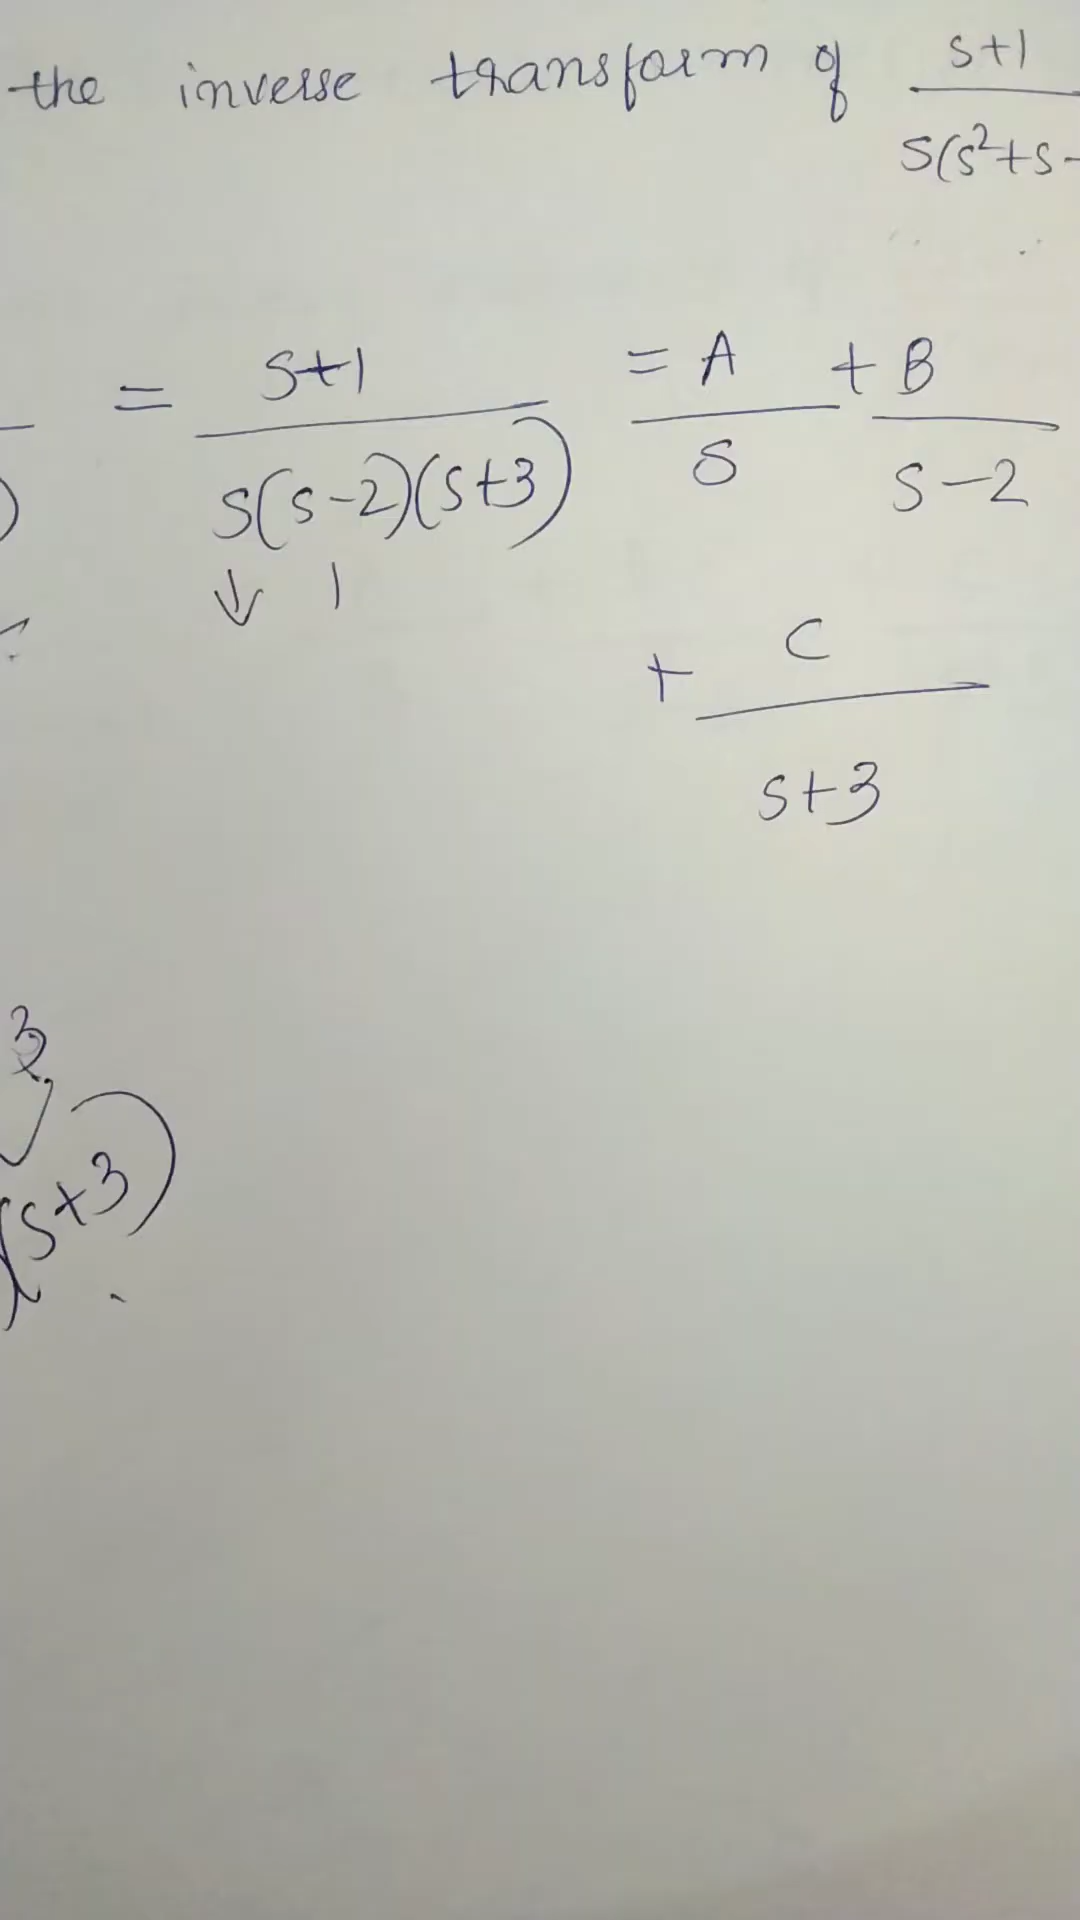 the inverse transform of s+1
s(s²+s-
= s+1 = A + B
) s(s-2)(s+3) s s-2
↓ 1
+ c
s+3
3
(s+3)